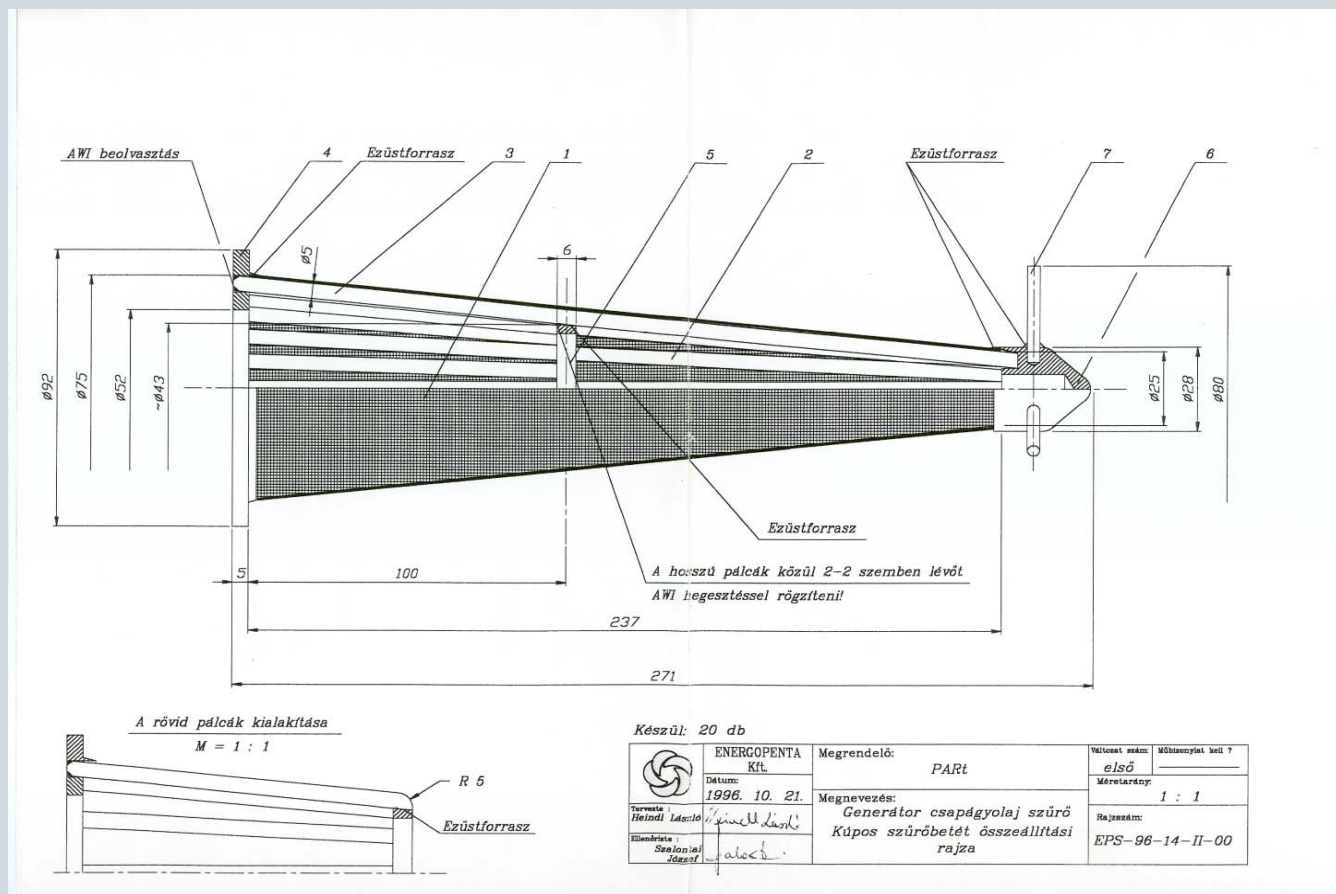 AWI beolvasztás
4
Ezüstforrasz
3
1
5
2
Ezüstforrasz
7
6
ø5
6
ø92
ø75
ø52
~ø43
ø25
ø28
ø80
Ezüstforrasz
5
100
A hosszú pálcák közül 2-2 szemben lévőt
AWI hegesztéssel rögzíteni!
237
271
A rövid pálcák kialakítása
M = 1 : 1
R 5
Ezüstforrasz
Készül: 20 db
ENERGOPENTA
Kft.
Dátum:
1996. 10. 21.
Tervezte :
Heindl László
Ellenőrizte :
Szalontai
József
Megrendelő:
PARt
Megnevezés:
Generátor csapágyolaj szűrő
Kúpos szűrőbetét összeállítási
rajza
Változat szám:
első
Műbizonylat kell ?
Méretarány:
1 : 1
Rajzszám:
EPS-96-14-II-00